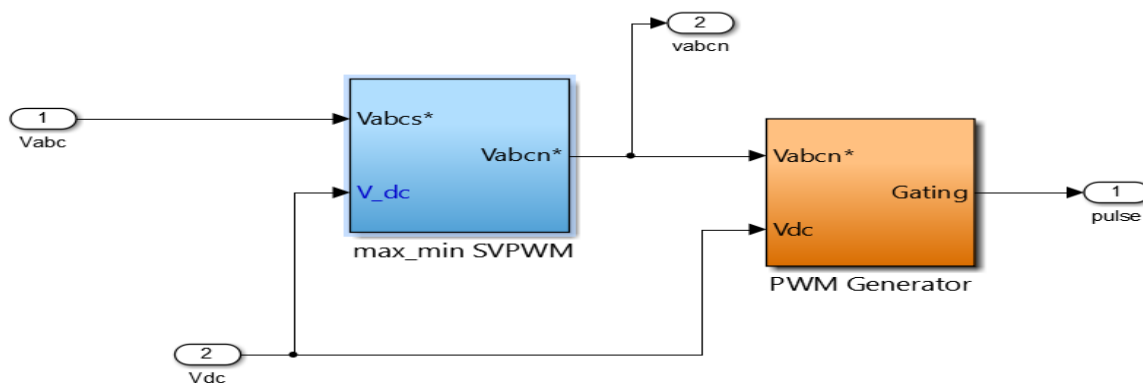 2
vabcn
1
Vabc
Vabcs*
Vabcn*
V_dc
max_min SVPWM
Vabcn*
Gating
Vdc
PWM Generator
1
pulse
2
Vdc